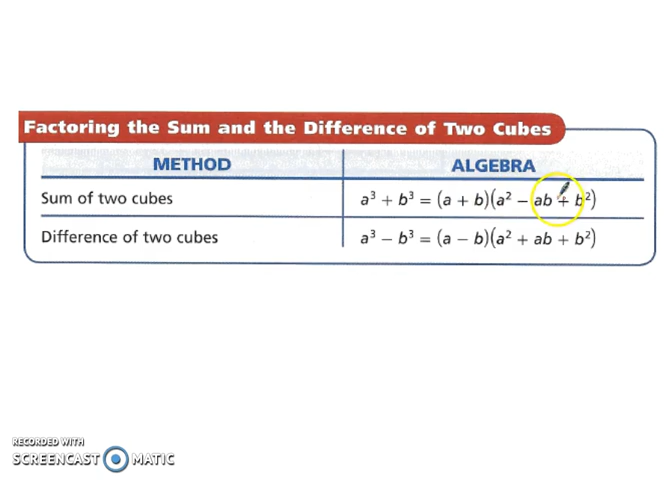 Factoring the Sum and the Difference of Two Cubes
METHOD ALGEBRA
Sum of two cubes a³ + b³ = (a + b)(a² − ab + b²)
Difference of two cubes a³ − b³ = (a − b)(a² + ab + b²)
RECORDED WITH
SCREENCAST MATIC